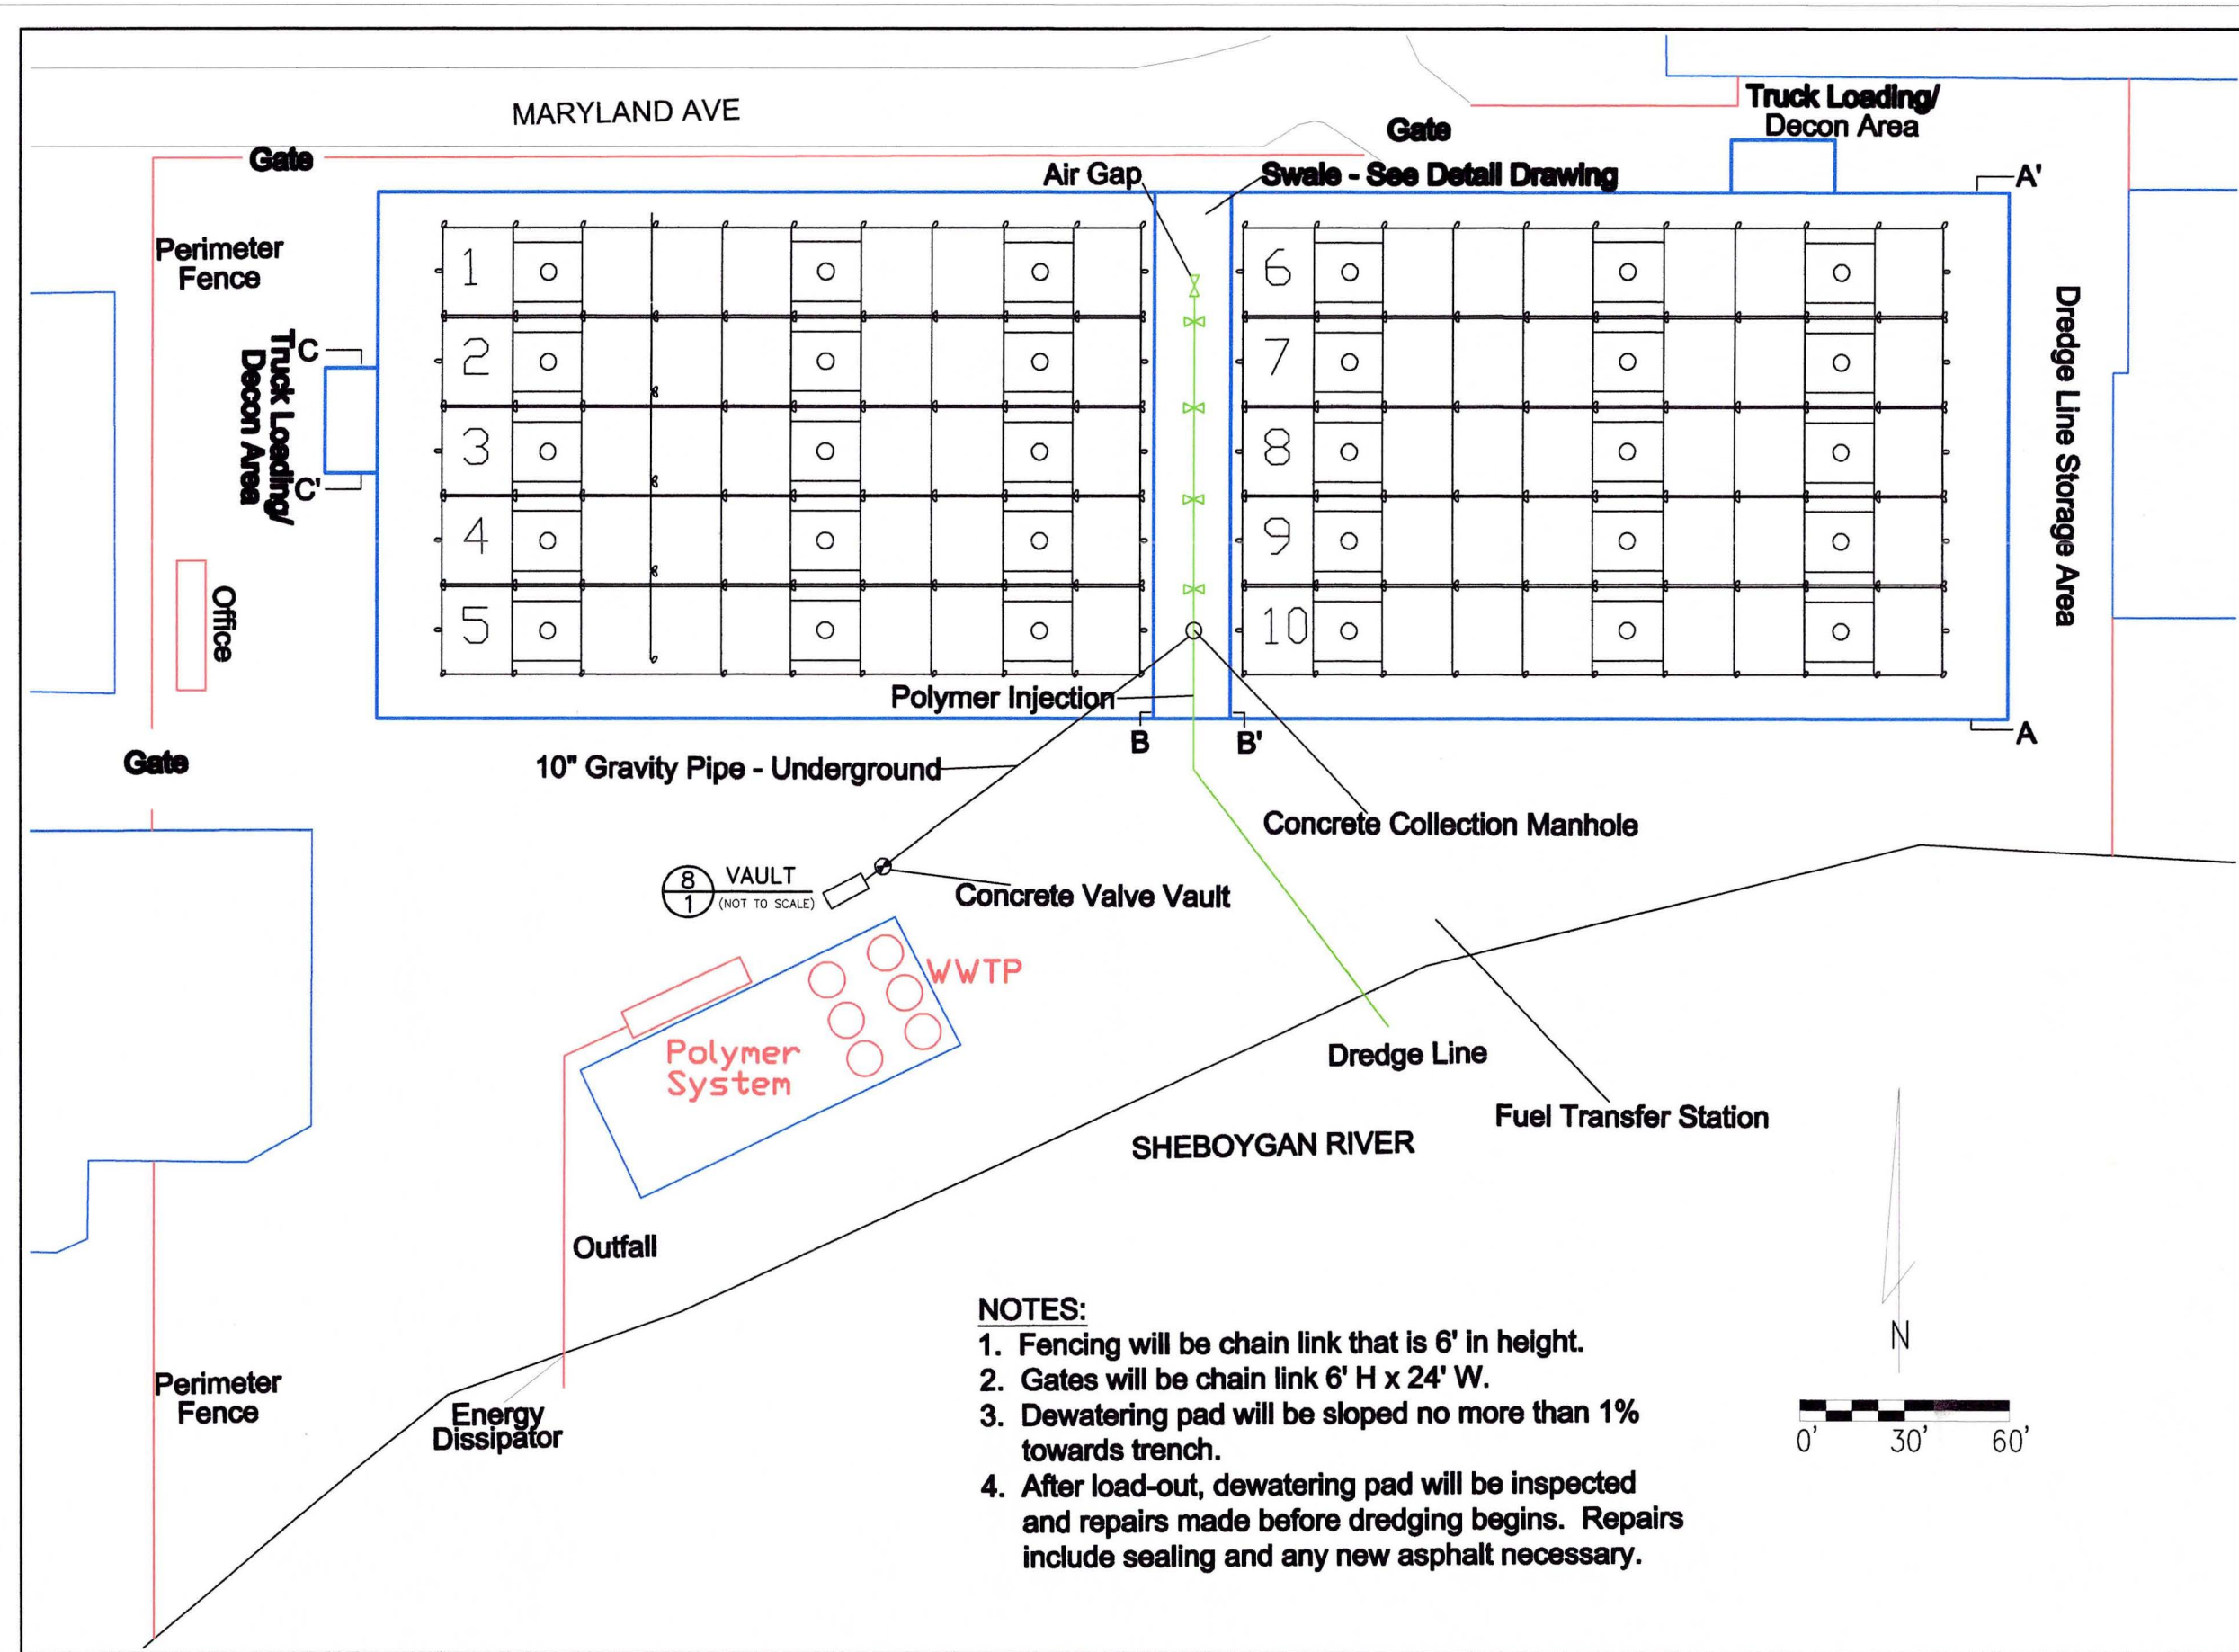 MARYLAND AVE
Gate
Gate
Truck Loading/
Decon Area
Air Gap
Swale - See Detail Drawing
A'
Perimeter
Fence
1
2
3
4
5
6
7
8
9
10
C
C'
Truck Loading/
Decon Area
Dredge Line Storage Area
Office
Polymer Injection
B
B'
A
Gate
10" Gravity Pipe - Underground
Concrete Collection Manhole
8
1
VAULT
(NOT TO SCALE)
Concrete Valve Vault
WWTP
Polymer
System
Dredge Line
Fuel Transfer Station
SHEBOYGAN RIVER
Outfall
Perimeter
Fence
Energy
Dissipator
NOTES:
1. Fencing will be chain link that is 6' in height.
2. Gates will be chain link 6' H x 24' W.
3. Dewatering pad will be sloped no more than 1%
towards trench.
4. After load-out, dewatering pad will be inspected
and repairs made before dredging begins. Repairs
include sealing and any new asphalt necessary.
N
0' 30' 60'